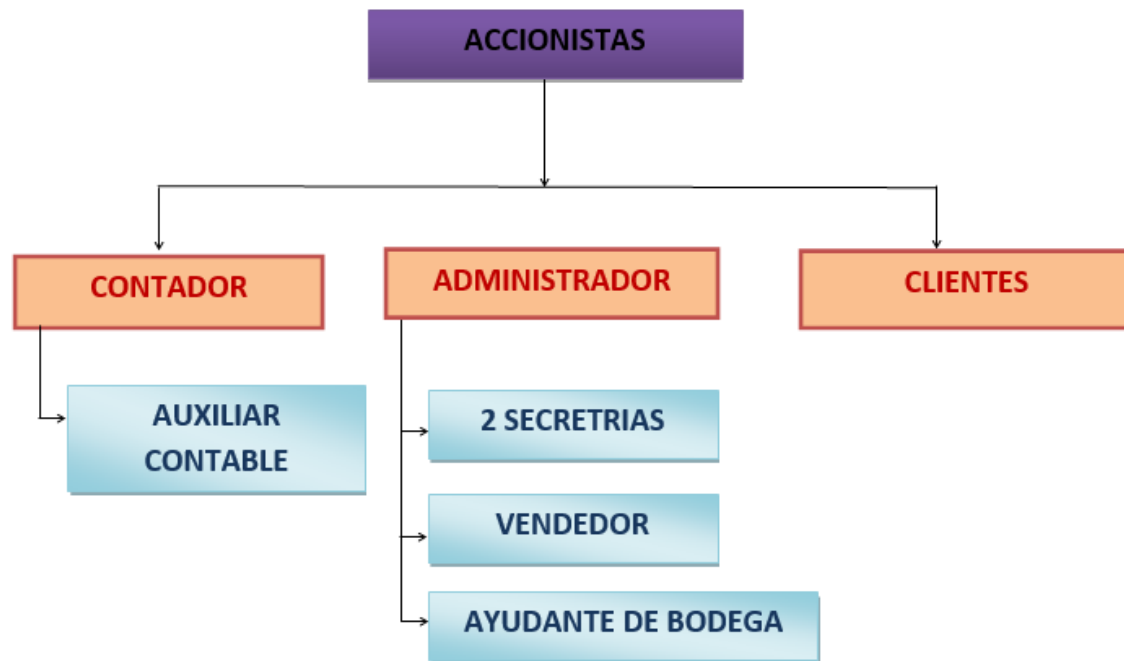 ACCIONISTAS
CONTADOR
ADMINISTRADOR
CLIENTES
AUXILIAR
CONTABLE
2 SECRETRIAS
VENDEDOR
AYUDANTE DE BODEGA